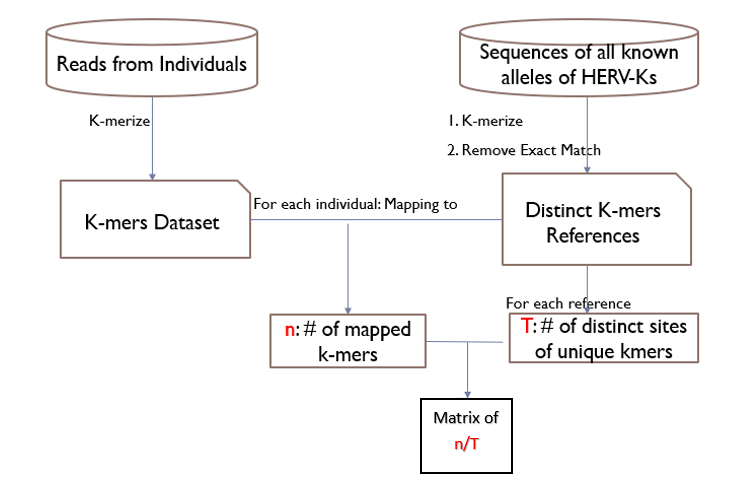 Reads from Individuals
Sequences of all known
alleles of HERV-Ks
K-merize
1. K-merize
2. Remove Exact Match
K-mers Dataset
For each individual: Mapping to
Distinct K-mers
References
For each reference
n: # of mapped
k-mers
T: # of distinct sites
of unique kmers
Matrix of
n/T